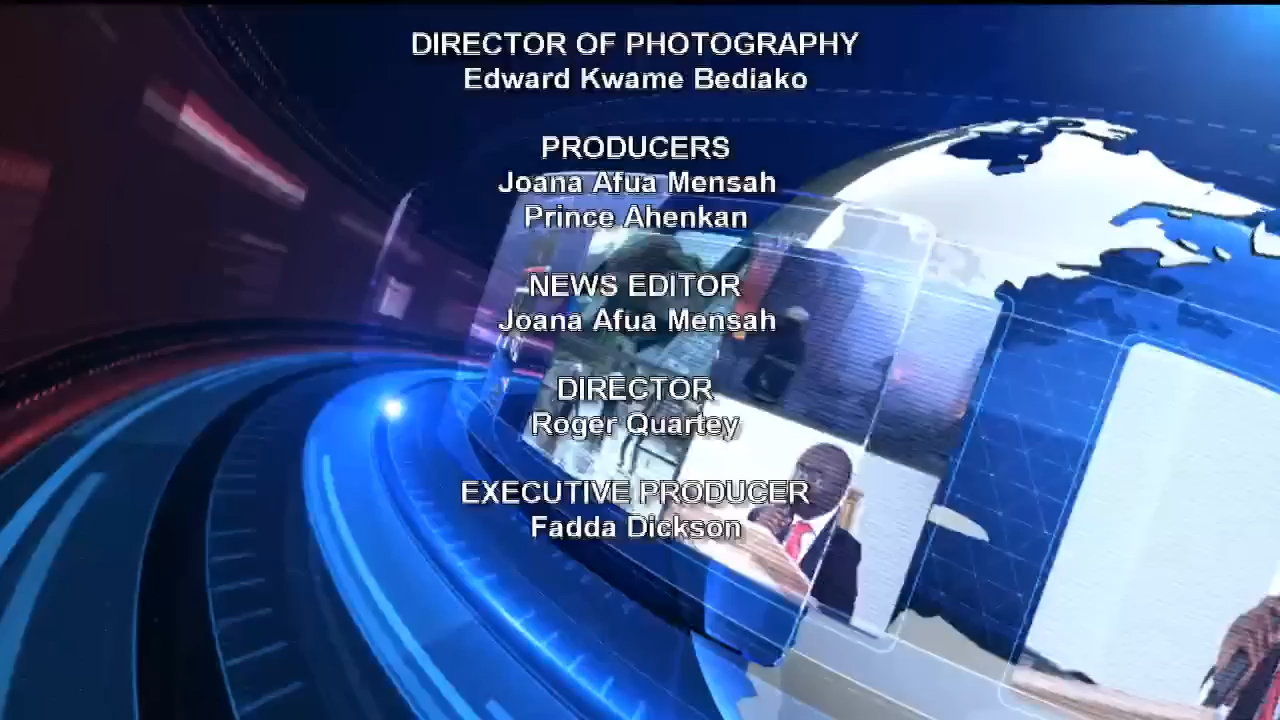 DIRECTOR OF PHOTOGRAPHY
Edward Kwame Bediako
PRODUCERS
Joana Afua Mensah
Prince Ahenkan
NEWS EDITOR
Joana Afua Mensah
DIRECTOR
Roger Quartey
EXECUTIVE PRODUCER
Fadda Dickson